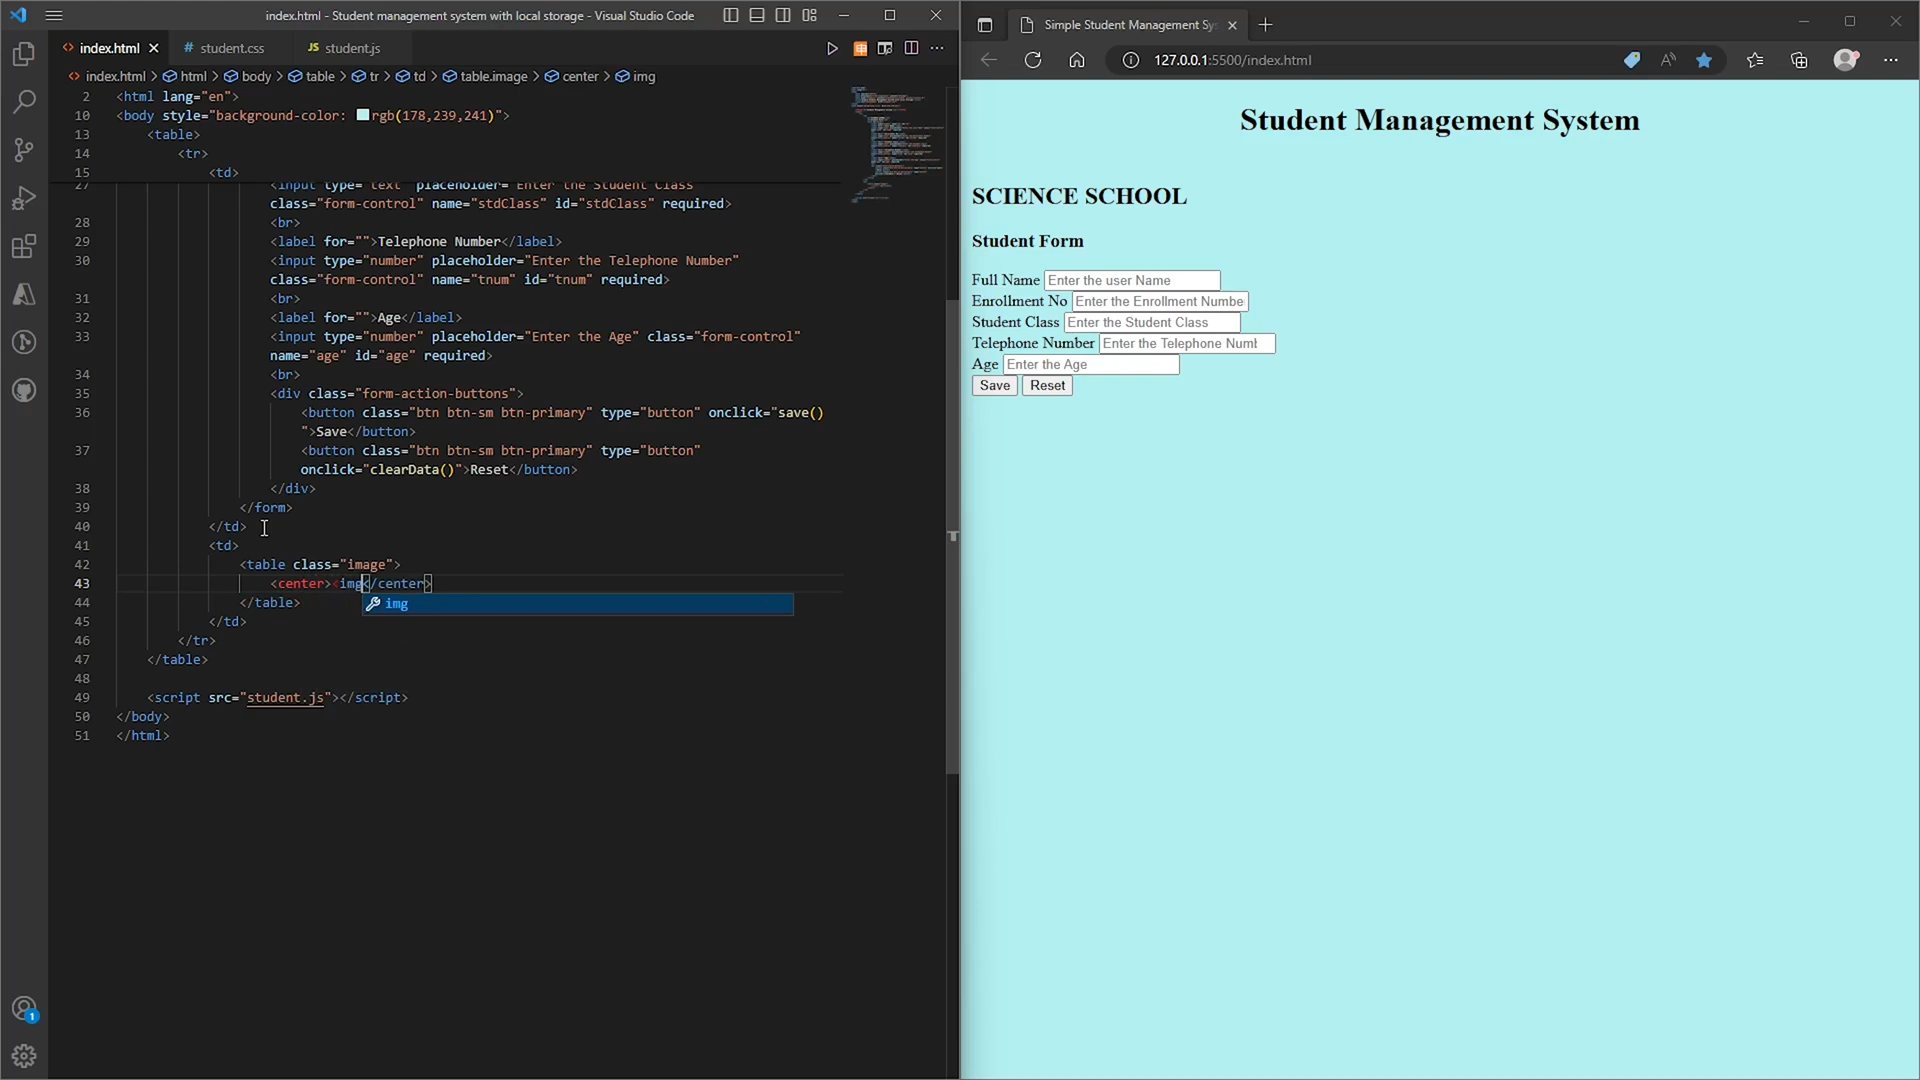 index.html - Student management system with local storage - Visual Studio Code
index.html
student.css
student.js
index.html > html > body > table > tr > td > table.image > center > img
2 <html lang="en">
10 <body style="background-color: rgb(178,239,241)">
13 <table>
14 <tr>
15 <td>
27 <input type="text" placeholder="Enter the Student Class"
class="form-control" name="stdClass" id="stdClass" required>
28 <br>
29 <label for="">Telephone Number</label>
30 <input type="number" placeholder="Enter the Telephone Number"
class="form-control" name="tnum" id="tnum" required>
31 <br>
32 <label for="">Age</label>
33 <input type="number" placeholder="Enter the Age" class="form-control"
name="age" id="age" required>
34 <br>
35 <div class="form-action-buttons">
36 <button class="btn btn-sm btn-primary" type="button" onclick="save()
">Save</button>
37 <button class="btn btn-sm btn-primary" type="button"
onclick="clearData()">Reset</button>
38 </div>
39 </form>
40 </td>
41 <td>
42 <table class="image">
43 <center><img</center>
img
44 </table>
45 </td>
46 </tr>
47 </table>
48
49 <script src="student.js"></script>
50 </body>
51 </html>
1
Simple Student Management Sy
127.0.0.1:5500/index.html
Student Management System
SCIENCE SCHOOL
Student Form
Full Name Enter the user Name
Enrollment No Enter the Enrollment Numbe
Student Class Enter the Student Class
Telephone Number Enter the Telephone Numb
Age Enter the Age
Save Reset